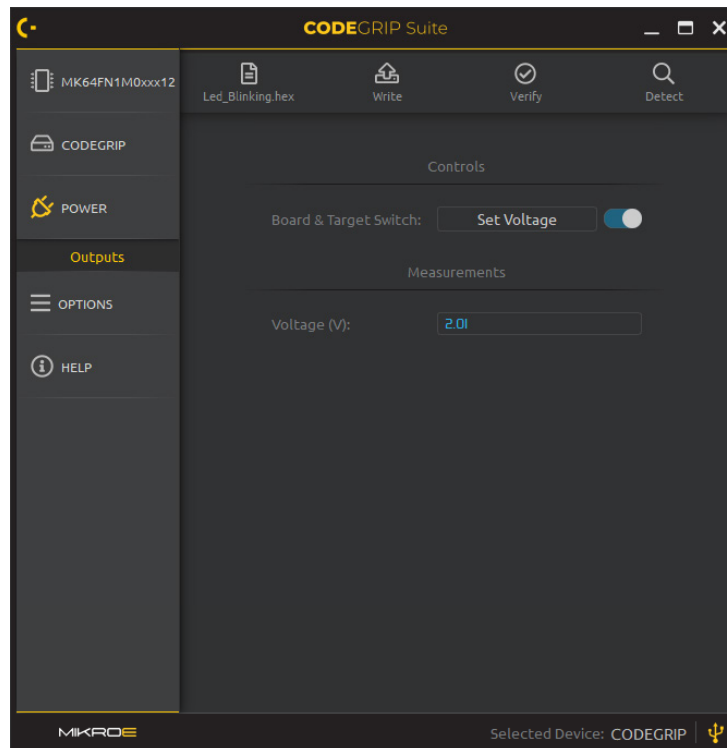 CODEGRIP Suite
MK64FN1M0xxx12
CODEGRIP
POWER
Outputs
OPTIONS
HELP
Led_Blinking.hex
Write
Verify
Detect
Controls
Board & Target Switch: Set Voltage
Measurements
Voltage (V): 2.01
MIKROE
Selected Device: CODEGRIP